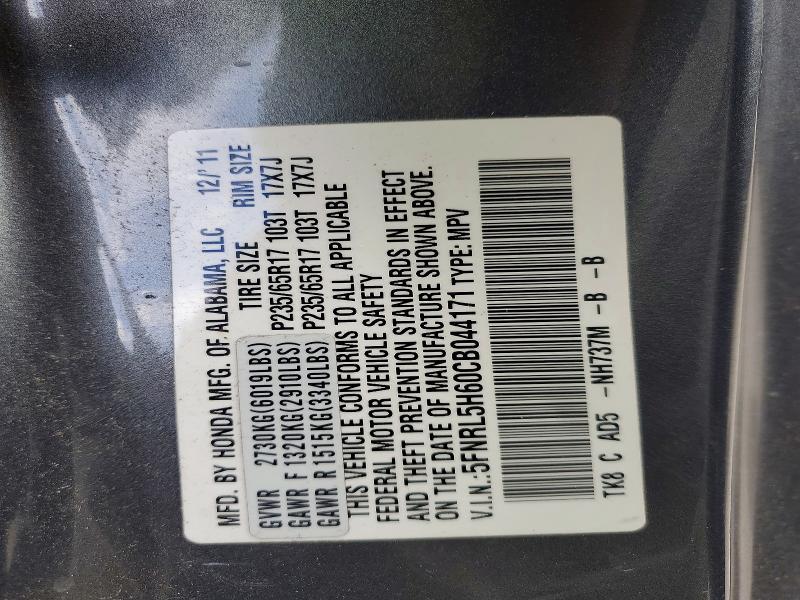 MFD. BY HONDA MFG. OF ALABAMA, LLC 12/'11
TIRE SIZE RIM SIZE
GVWR 2730KG(6019LBS)
GAWR F 1320KG(2910LBS) P235/65R17 103T 17X7J
GAWR R 1515KG(3340LBS) P235/65R17 103T 17X7J
THIS VEHICLE CONFORMS TO ALL APPLICABLE
FEDERAL MOTOR VEHICLE SAFETY
AND THEFT PREVENTION STANDARDS IN EFFECT
ON THE DATE OF MANUFACTURE SHOWN ABOVE.
V.I.N.:5FNRL5H60CB044171 TYPE: MPV
TK8 C AD5 -NH737M -B -B